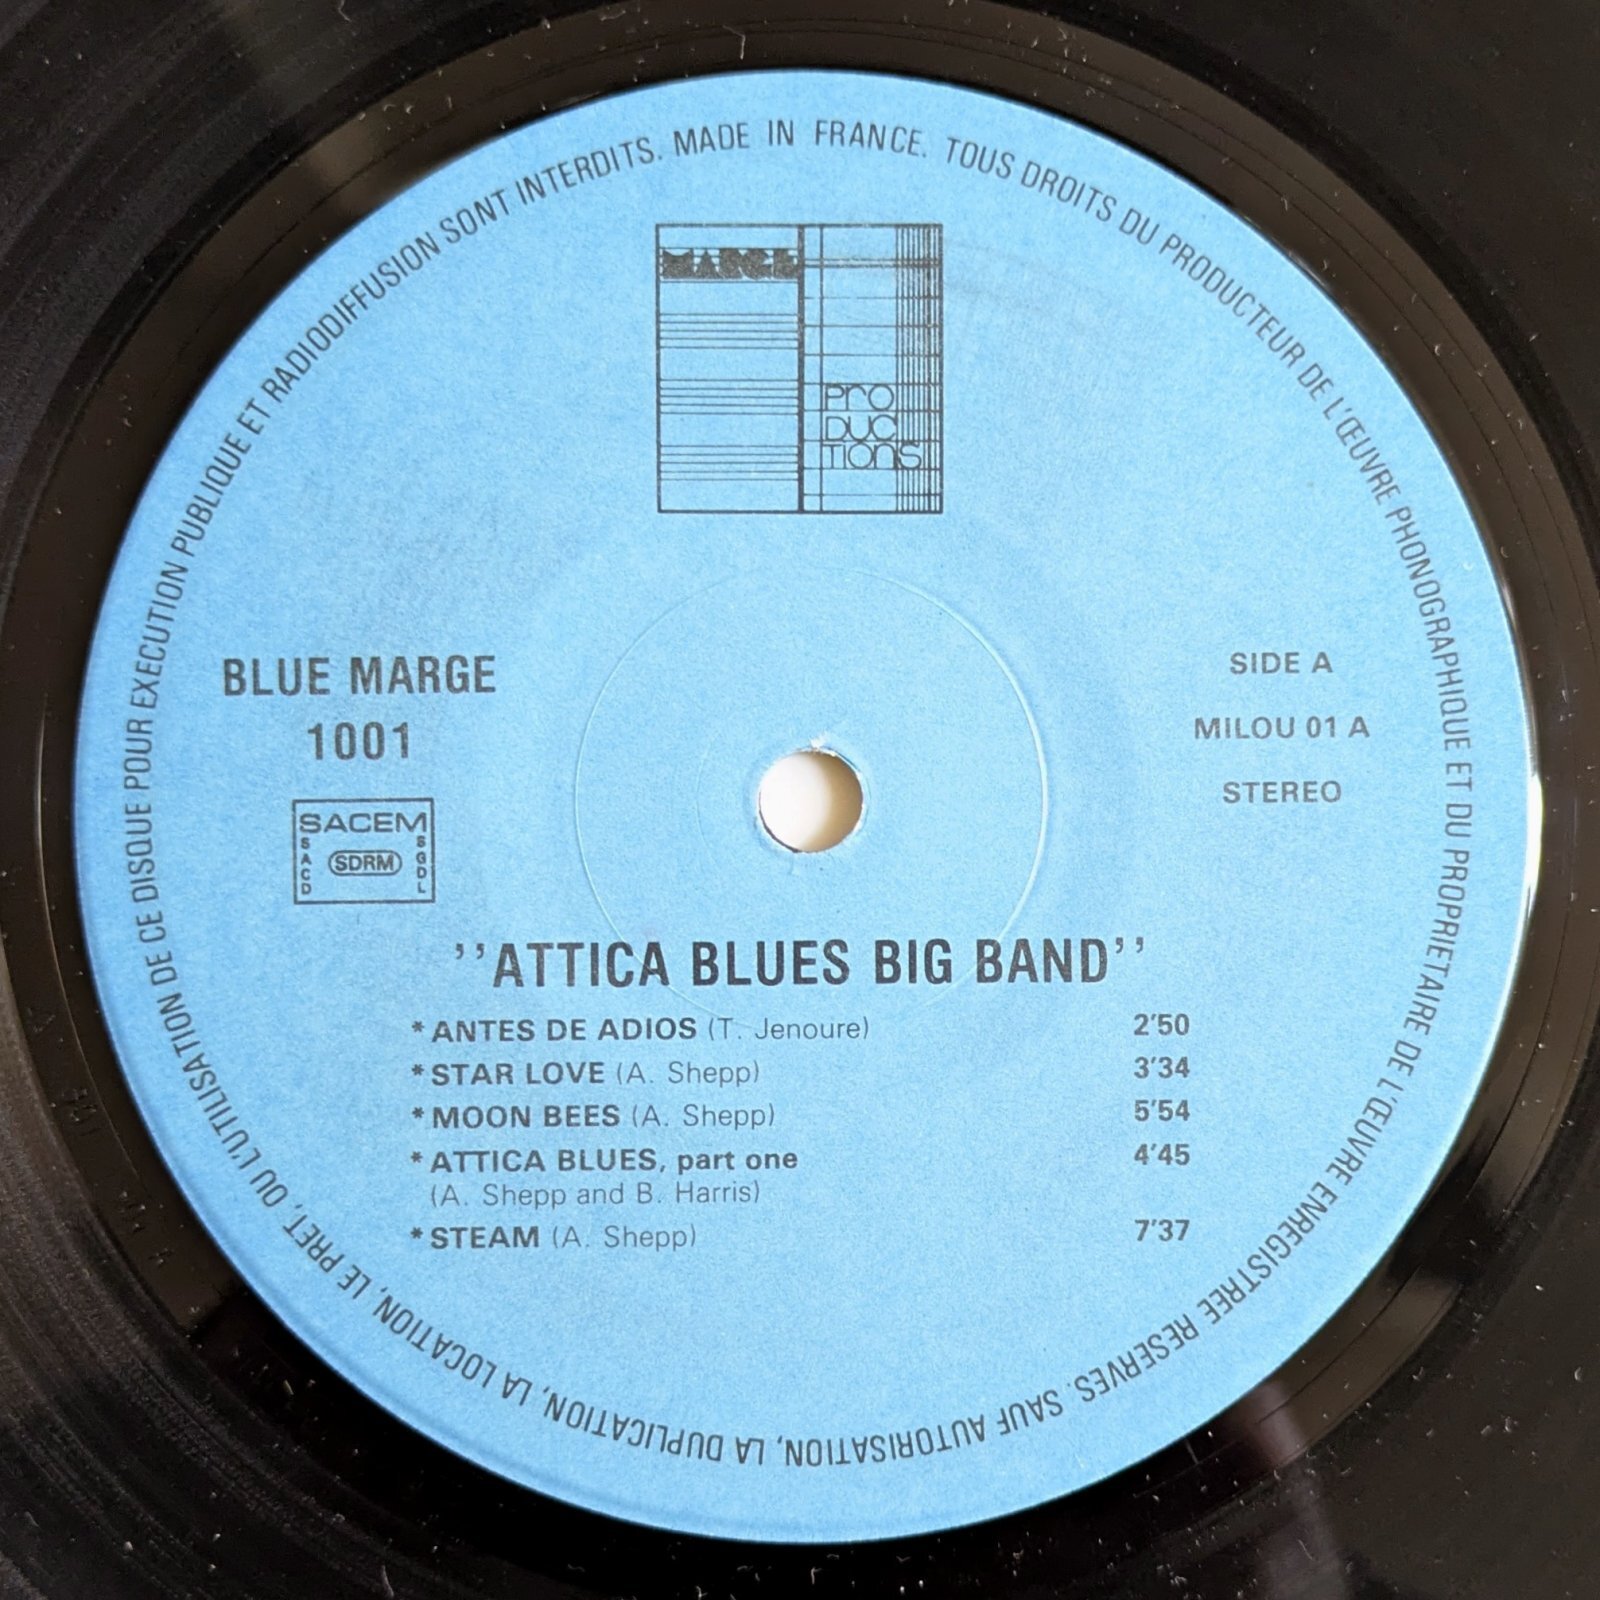 MADE IN FRANCE. TOUS DROITS DU PRODUCTEUR DE L'ŒUVRE PHONOGRAPHIQUE ET DU PROPRIETAIRE DE L'ŒUVRE ENREGISTREE RESERVES. SAUF AUTORISATION, LA DUPLICATION, LA LOCATION, LE PRET, OU L'UTILISATION DE CE DISQUE POUR EXECUTION PUBLIQUE ET RADIODIFFUSION SONT INTERDITS.
MARGE
PRO
DUC
TIONS
BLUE MARGE
1001
SACEM
SACD
SDRM
SGDL
SIDE A
MILOU 01 A
STEREO
''ATTICA BLUES BIG BAND''
*ANTES DE ADIOS (T. Jenoure) 2'50
*STAR LOVE (A. Shepp) 3'34
*MOON BEES (A. Shepp) 5'54
*ATTICA BLUES, part one 4'45
(A. Shepp and B. Harris)
*STEAM (A. Shepp) 7'37